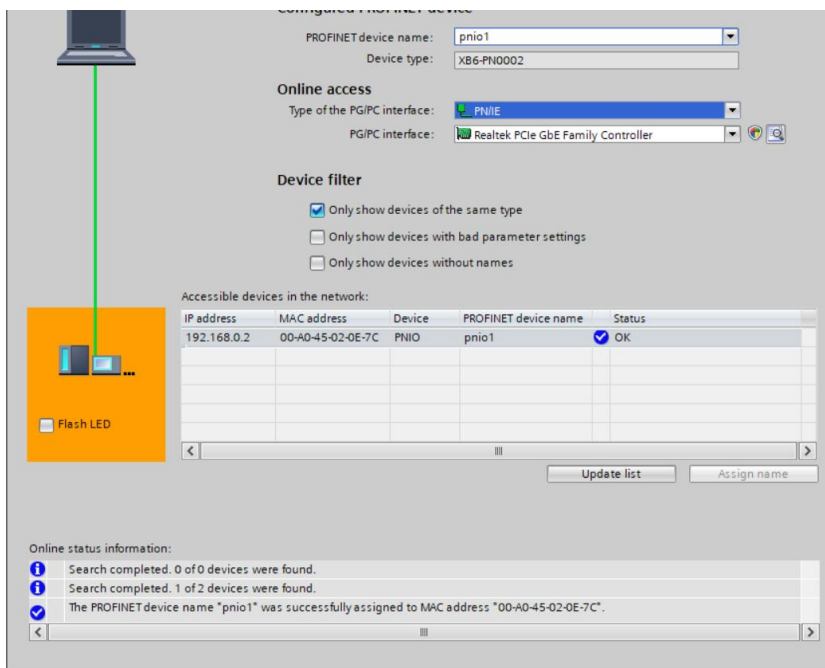 Configured PROFINET device
PROFINET device name: pnio1
Device type: XB6-PN0002
Online access
Type of the PG/PC interface: PN/IE
PG/PC interface: Realtek PCIe GbE Family Controller
Device filter
Only show devices of the same type
Only show devices with bad parameter settings
Only show devices without names
Accessible devices in the network:
IP address MAC address Device PROFINET device name Status
192.168.0.2 00-A0-45-02-0E-7C PNIO pnio1 OK
Flash LED
Update list Assign name
Online status information:
Search completed. 0 of 0 devices were found.
Search completed. 1 of 2 devices were found.
The PROFINET device name "pnio1" was successfully assigned to MAC address "00-A0-45-02-0E-7C".